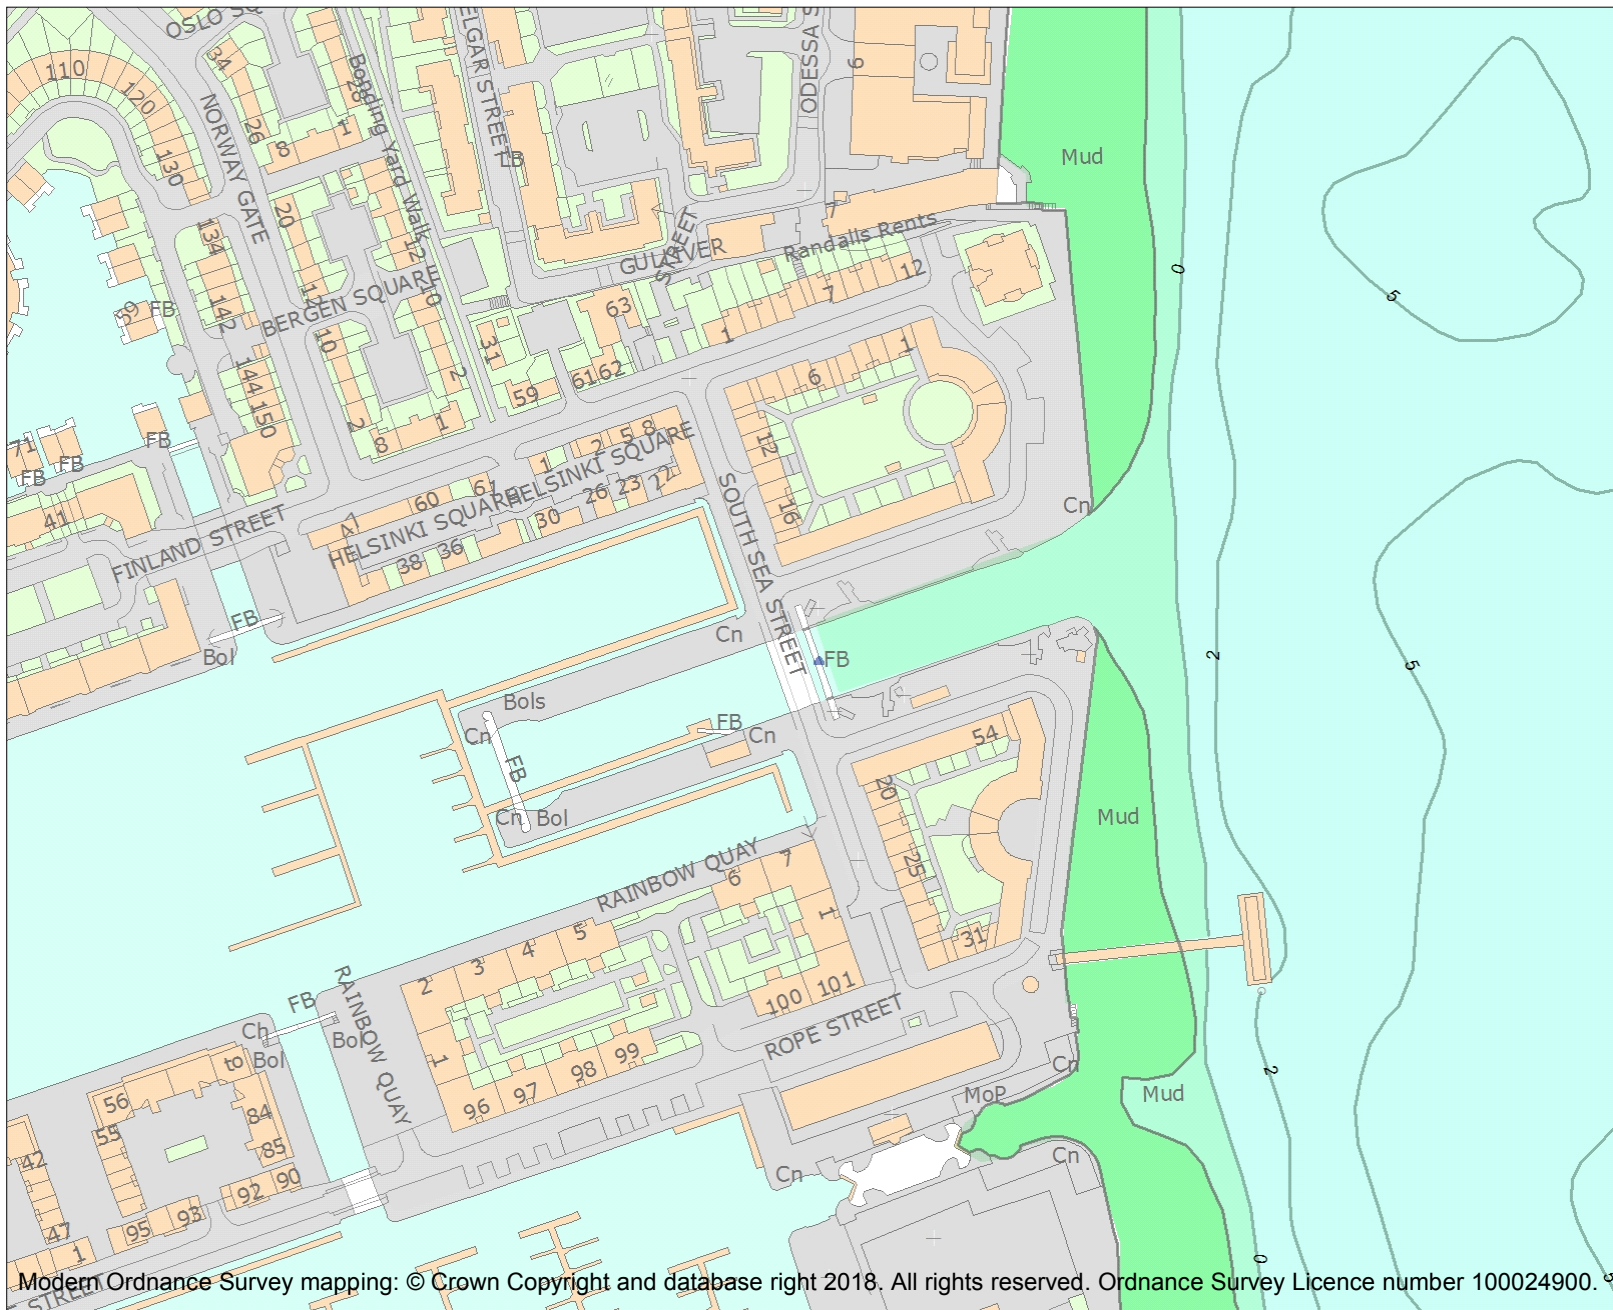 OSLO SQ
ELGAR STREET
ODESSA S
9
110
120
130
34
26
8
1
28
Bonding Yard Walk
NORWAY GATE
LB
Mud
20
134
142
144
150
12
12
10
BERGEN SQUARE
10
2
2
8
1
59
FB
GULLIVER
STREET
7
Randalls Rents
12
7
1
63
31
59
61
62
0
5
6
1
12
16
71
FB
FB
FB
41
FINLAND STREET
47
60
61
1
2
5
8
HELSINKI SQUARE
HELSINKI SQUARE
38
36
30
26
23
22
SOUTH SEA STREET
Cn
FB
Bol
Cn
FB
2
5
Bols
Cn
FB
FB
Cn
Cn
Bol
54
20
25
31
Mud
RAINBOW QUAY
7
6
5
4
3
2
1
1
100
101
ROPE STREET
FB
Ch
Bol
Bol
RAINBOW QUAY
96
97
98
99
MoP
Cn
Mud
2
Cn
Cn
56
55
84
85
90
92
93
95
42
47
1
0
5
STREET
Modern Ordnance Survey mapping: © Crown Copyright and database right 2018. All rights reserved. Ordnance Survey Licence number 100024900.